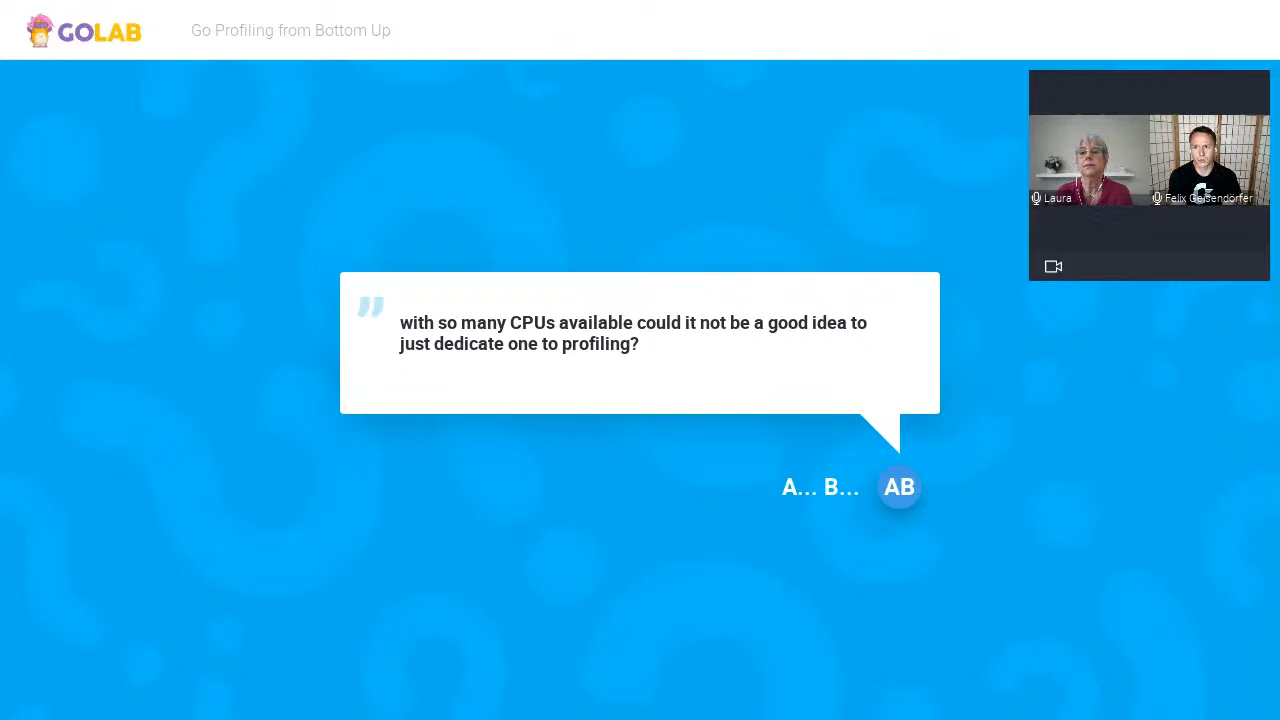 GOLAB
Go Profiling from Bottom Up
Laura
Felix Geisendörfer
with so many CPUs available could it not be a good idea to
just dedicate one to profiling?
A... B...
AB